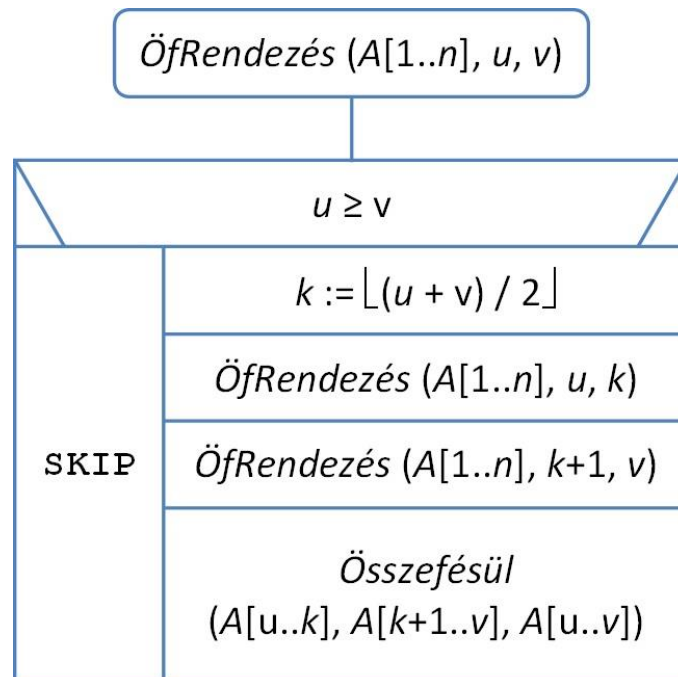 ÖfRendezés (A[1..n], u, v)
u ≥ v
k := ⌊(u + v) / 2⌋
ÖfRendezés (A[1..n], u, k)
SKIP
ÖfRendezés (A[1..n], k+1, v)
Összefésül
(A[u..k], A[k+1..v], A[u..v])